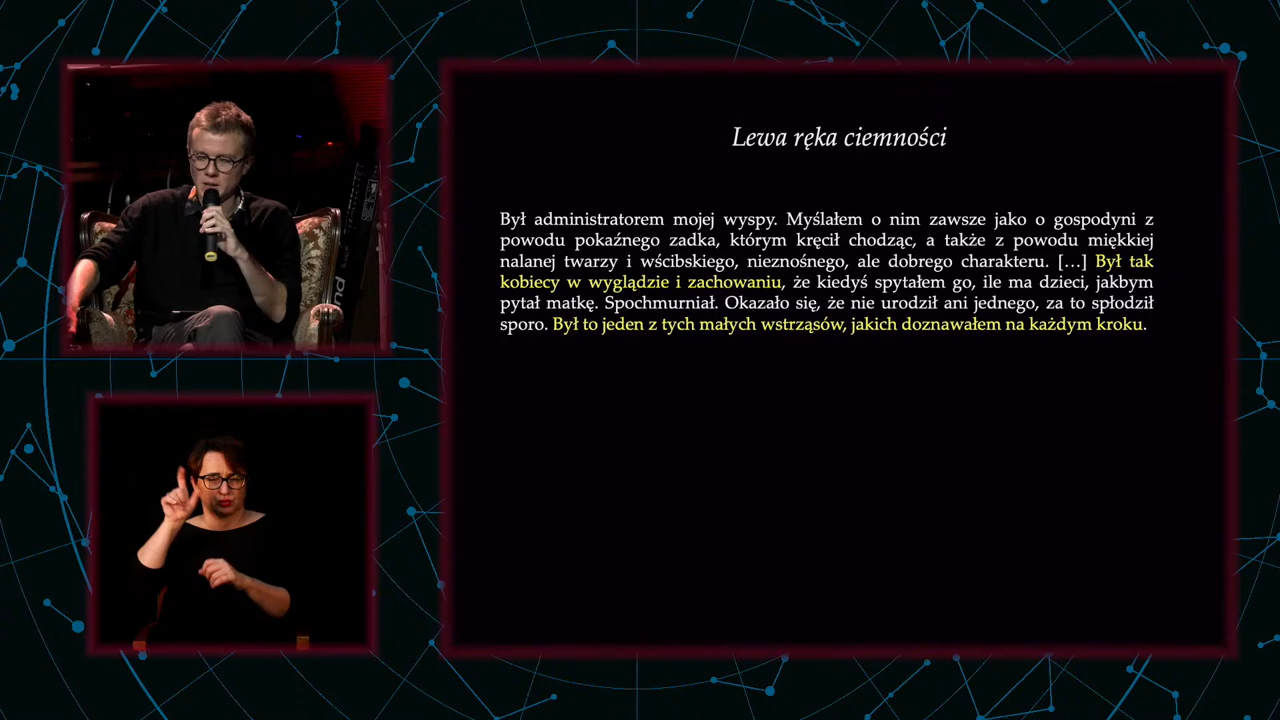 Lewa ręka ciemności
Był administratorem mojej wyspy. Myślałem o nim zawsze jako o gospodyni z
powodu pokaźnego zadka, którym kręcił chodząc, a także z powodu miękkiej
nalanej twarzy i wścibskiego, nieznośnego, ale dobrego charakteru. […] Był tak
kobiecy w wyglądzie i zachowaniu, że kiedyś spytałem go, ile ma dzieci, jakbym
pytał matkę. Spochmurniał. Okazało się, że nie urodził ani jednego, za to spłodził
sporo. Był to jeden z tych małych wstrząsów, jakich doznawałem na każdym kroku.